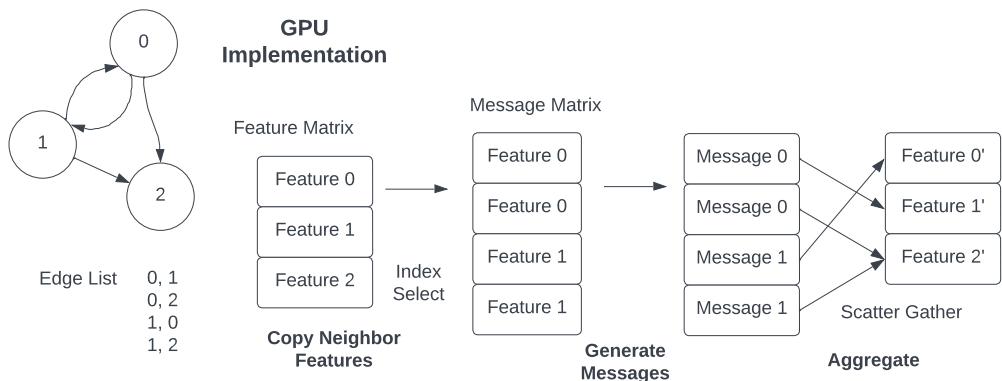 GPU
Implementation
0
1
2
Edge List
0, 1
0, 2
1, 0
1, 2
Feature Matrix
Feature 0
Feature 1
Feature 2
Index
Select
Copy Neighbor
Features
Message Matrix
Feature 0
Feature 0
Feature 1
Feature 1
Generate
Messages
Message 0
Message 0
Message 1
Message 1
Feature 0'
Feature 1'
Feature 2'
Scatter Gather
Aggregate